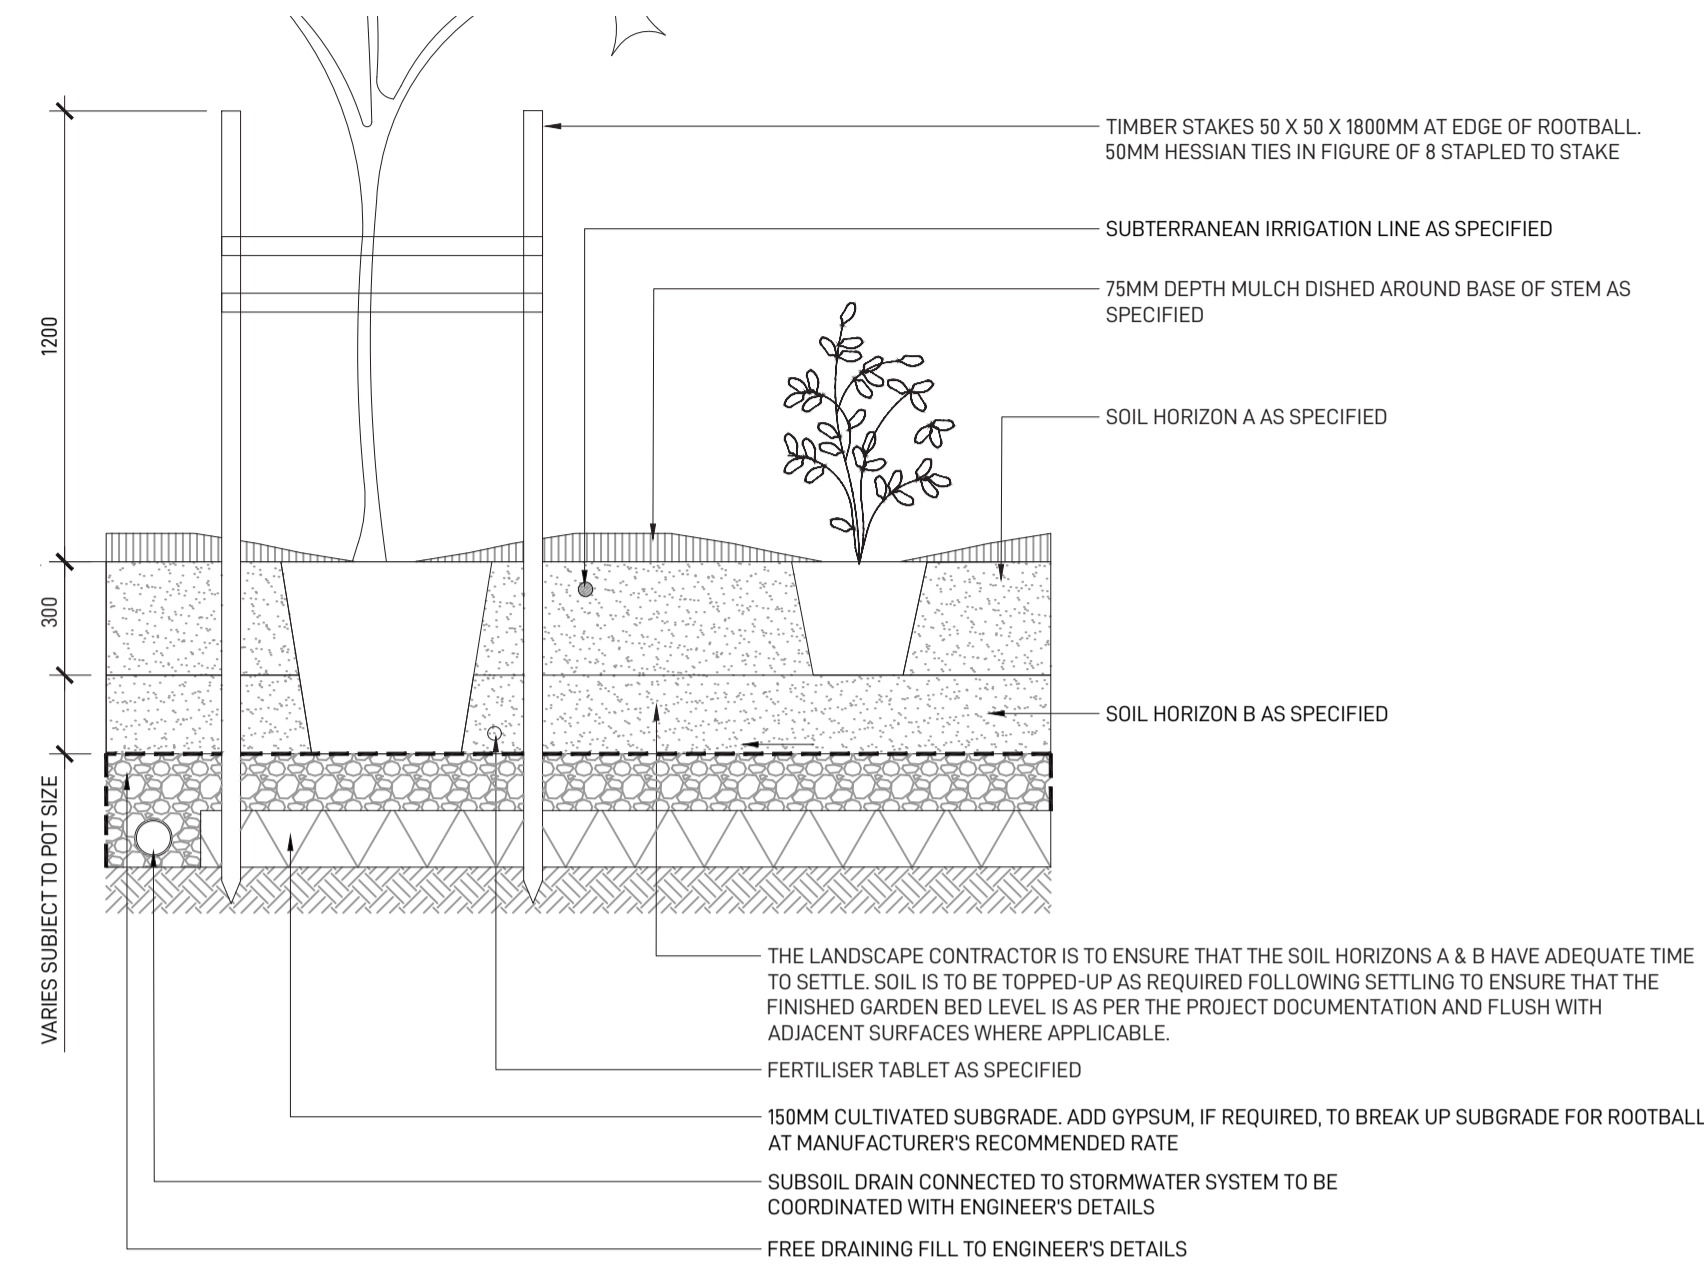 TIMBER STAKES 50 X 50 X 1800MM AT EDGE OF ROOTBALL.
50MM HESSIAN TIES IN FIGURE OF 8 STAPLED TO STAKE
SUBTERRANEAN IRRIGATION LINE AS SPECIFIED
75MM DEPTH MULCH DISHED AROUND BASE OF STEM AS
SPECIFIED
1200
SOIL HORIZON A AS SPECIFIED
300
SOIL HORIZON B AS SPECIFIED
VARIES SUBJECT TO POT SIZE
THE LANDSCAPE CONTRACTOR IS TO ENSURE THAT THE SOIL HORIZONS A & B HAVE ADEQUATE TIME
TO SETTLE. SOIL IS TO BE TOPPED-UP AS REQUIRED FOLLOWING SETTLING TO ENSURE THAT THE
FINISHED GARDEN BED LEVEL IS AS PER THE PROJECT DOCUMENTATION AND FLUSH WITH
ADJACENT SURFACES WHERE APPLICABLE.
FERTILISER TABLET AS SPECIFIED
150MM CULTIVATED SUBGRADE. ADD GYPSUM, IF REQUIRED, TO BREAK UP SUBGRADE FOR ROOTBALL
AT MANUFACTURER'S RECOMMENDED RATE
SUBSOIL DRAIN CONNECTED TO STORMWATER SYSTEM TO BE
COORDINATED WITH ENGINEER'S DETAILS
FREE DRAINING FILL TO ENGINEER'S DETAILS